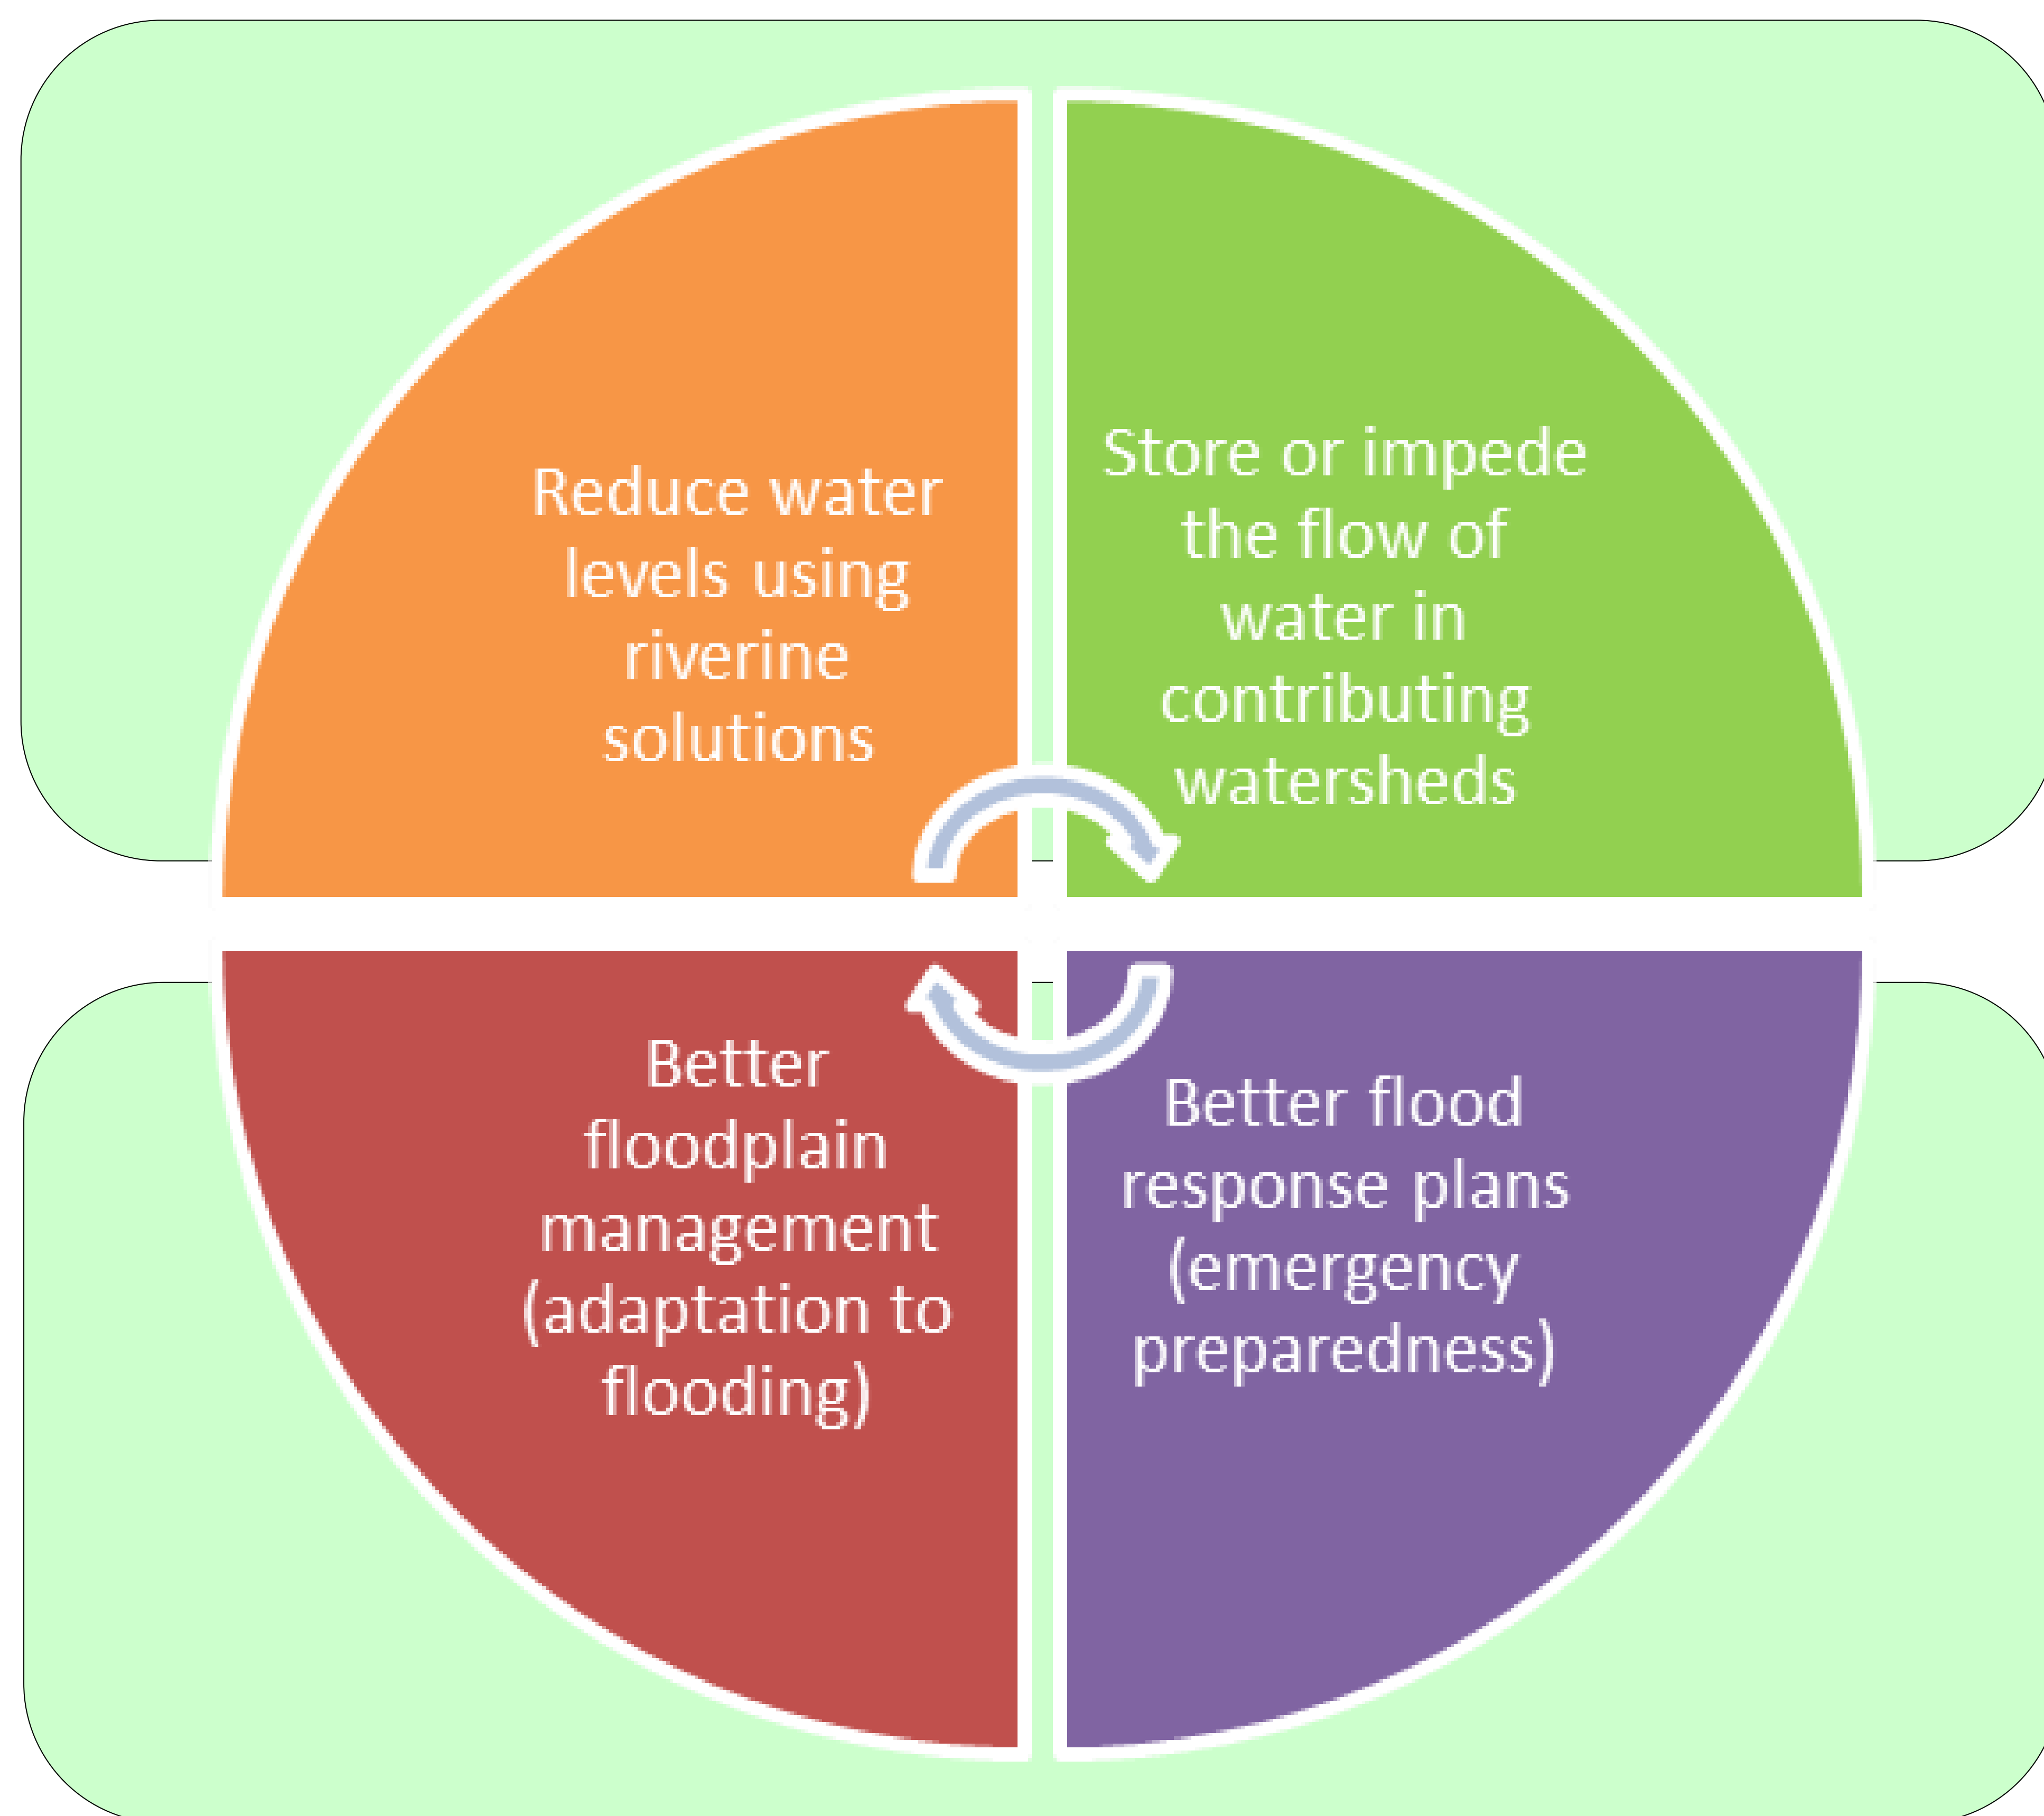 Reduce water
levels using
riverine
solutions
Store or impede
the flow of
water in
contributing
watersheds
Better
floodplain
management
(adaptation to
flooding)
Better flood
response plans
(emergency
preparedness)